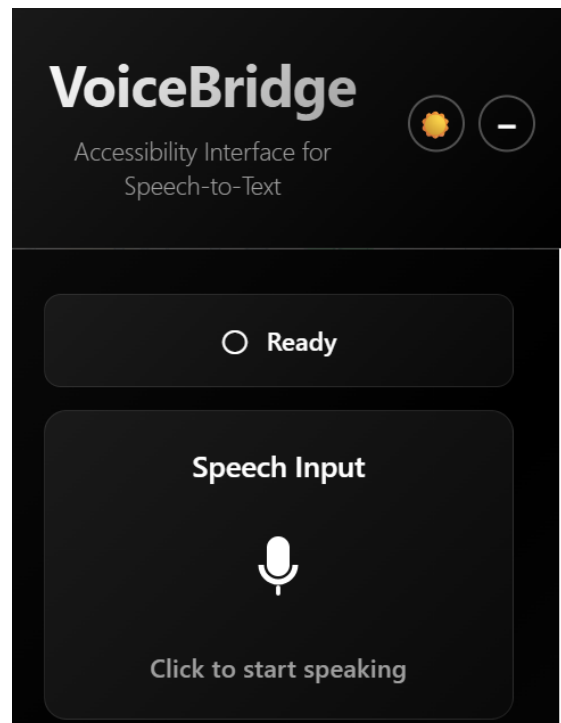 VoiceBridge
Accessibility Interface for
Speech-to-Text
Ready
Speech Input
Click to start speaking